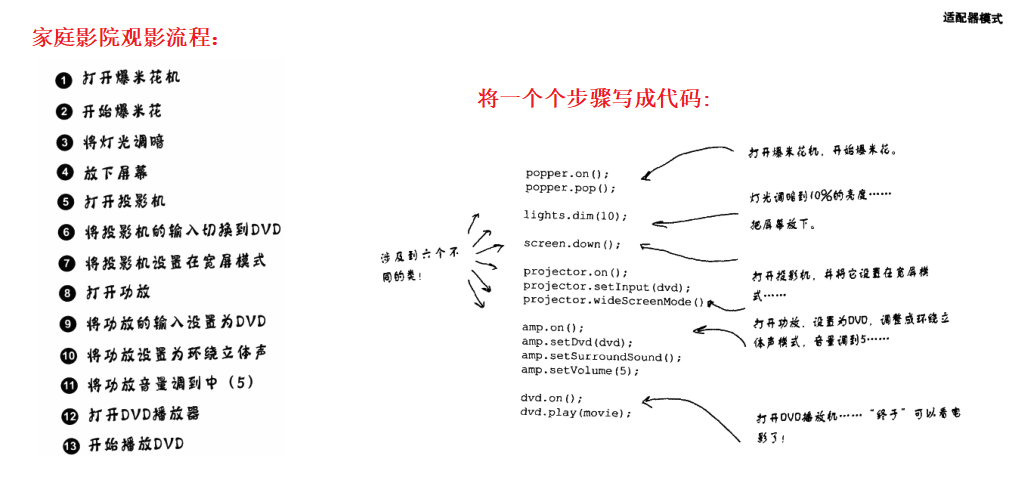 适配器模式
家庭影院观影流程：
1 打开爆米花机
2 开始爆米花
3 将灯光调暗
4 放下屏幕
5 打开投影机
6 将投影机的输入切换到DVD
7 将投影机设置在宽屏模式
8 打开功放
9 将功放的输入设置为DVD
10 将功放设置为环绕立体声
11 将功放音量调到中（5）
12 打开DVD播放器
13 开始播放DVD
将一个个步骤写成代码：
涉及到六个不
同的类！
popper.on();
popper.pop();
lights.dim(10);
screen.down();
projector.on();
projector.setInput(dvd);
projector.wideScreenMode()
amp.on();
amp.setDvd(dvd);
amp.setSurroundSound();
amp.setVolume(5);
dvd.on();
dvd.play(movie);
打开爆米花机，开始爆米花。
灯光调暗到10%的亮度……
把屏幕放下。
打开投影机，并将它设置在宽屏模
式……
打开功放，设置为DVD，调整成环绕立
体声模式，音量调到5……
打开DVD播放机……“终于”可以看电
影了！